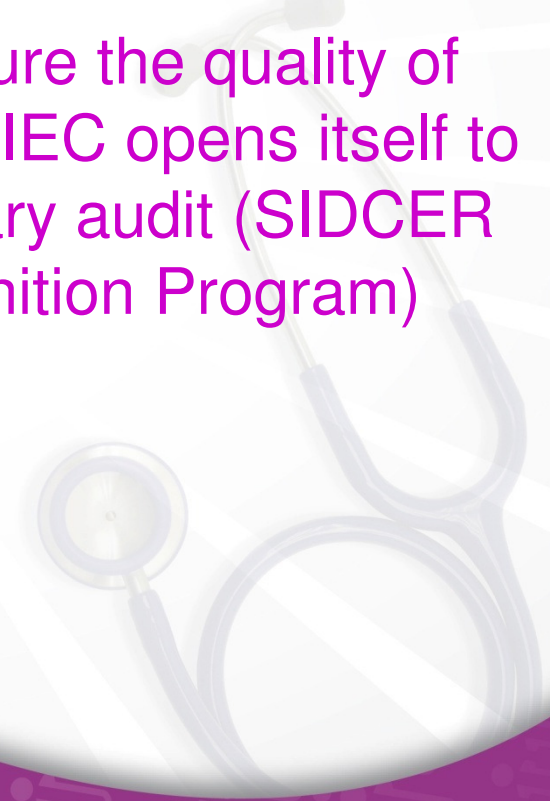 ure the quality of
IEC opens itself to
ry audit (SIDCER
nition Program)